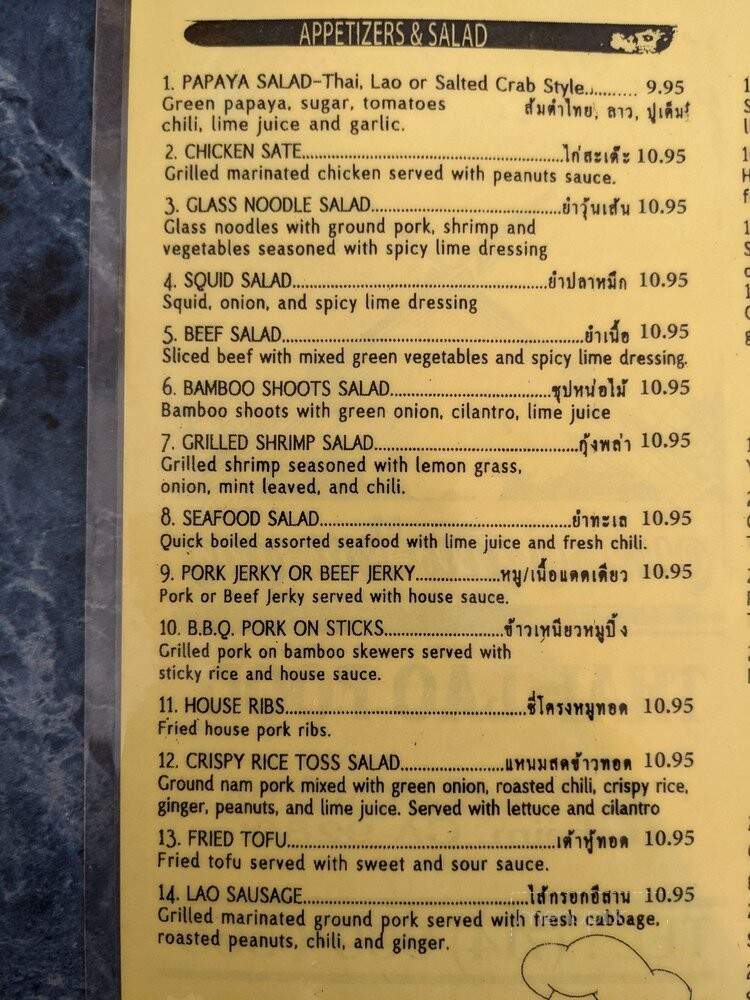 APPETIZERS & SALAD
1. PAPAYA SALAD-Thai, Lao or Salted Crab Style........... 9.95
Green papaya, sugar, tomatoes ส้มตำไทย, ลาว, ปูเค็ม
chili, lime juice and garlic.
2. CHICKEN SATE..................................................ไก่สะเต๊ะ 10.95
Grilled marinated chicken served with peanuts sauce.
3. GLASS NOODLE SALAD.....................................ยำวุ้นเส้น 10.95
Glass noodles with ground pork, shrimp and
vegetables seasoned with spicy lime dressing
4. SQUID SALAD..................................................ยำปลาหมึก 10.95
Squid, onion, and spicy lime dressing
5. BEEF SALAD..........................................................ยำเนื้อ 10.95
Sliced beef with mixed green vegetables and spicy lime dressing.
6. BAMBOO SHOOTS SALAD...............................ซุปหน่อไม้ 10.95
Bamboo shoots with green onion, cilantro, lime juice
7. GRILLED SHRIMP SALAD.......................................กุ้งพล่า 10.95
Grilled shrimp seasoned with lemon grass,
onion, mint leaved, and chili.
8. SEAFOOD SALAD................................................ยำทะเล 10.95
Quick boiled assorted seafood with lime juice and fresh chili.
9. PORK JERKY OR BEEF JERKY................หมู/เนื้อแดดเดียว 10.95
Pork or Beef Jerky served with house sauce.
10. B.B.Q. PORK ON STICKS.......................ข้าวเหนียวหมูปิ้ง
Grilled pork on bamboo skewers served with
sticky rice and house sauce.
11. HOUSE RIBS..............................................ซี่โครงหมูทอด 10.95
Fried house pork ribs.
12. CRISPY RICE TOSS SALAD....................แหนมสดข้าวทอด 10.95
Ground nam pork mixed with green onion, roasted chili, crispy rice,
ginger, peanuts, and lime juice. Served with lettuce and cilantro
13. FRIED TOFU...................................................เต้าหู้ทอด 10.95
Fried tofu served with sweet and sour sauce.
14. LAO SAUSAGE..........................................ไส้กรอกอีสาน 10.95
Grilled marinated ground pork served with fresh cabbage,
roasted peanuts, chili, and ginger.